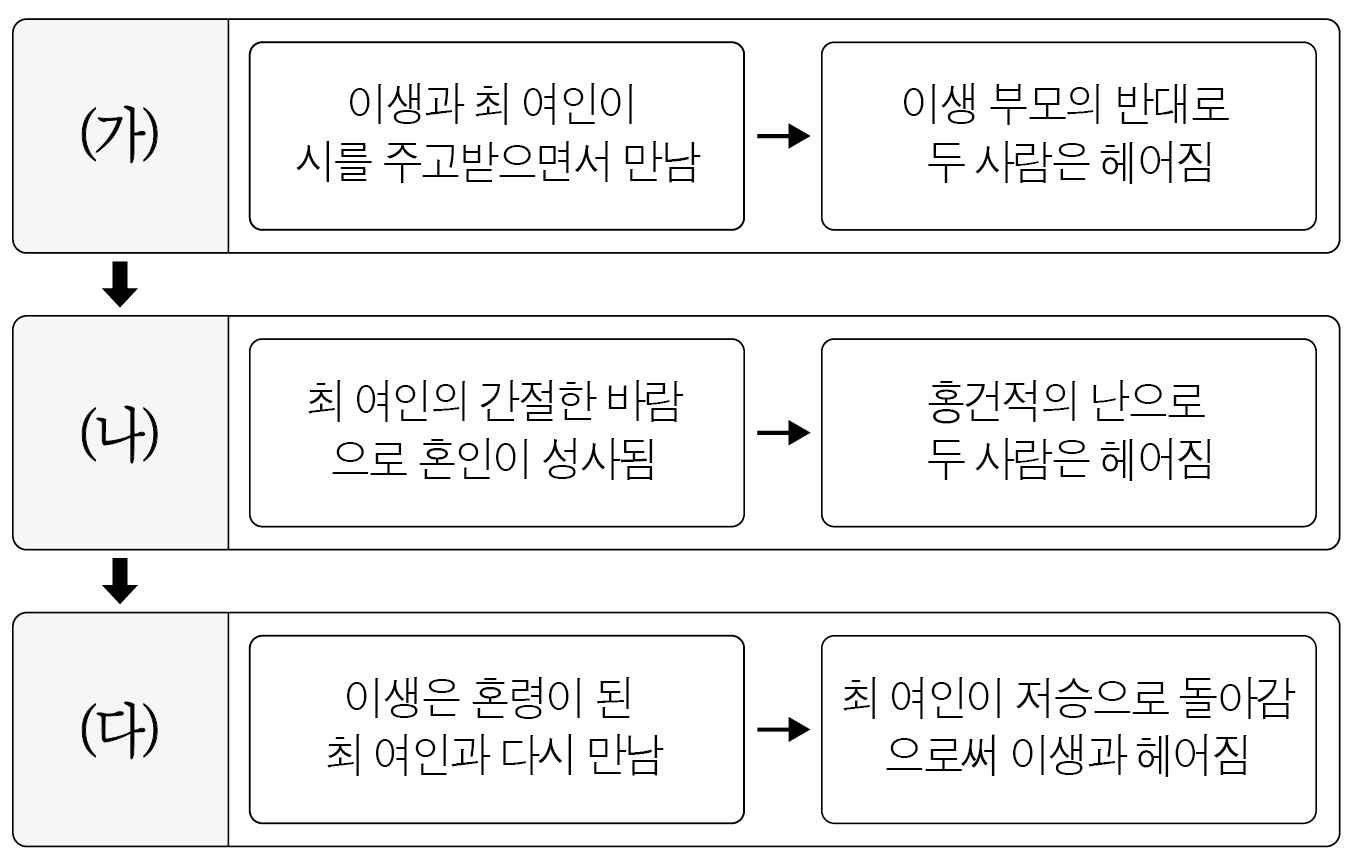 (가)
이생과 최 여인이
시를 주고받으면서 만남
이생 부모의 반대로
두 사람은 헤어짐
(나)
최 여인의 간절한 바람
으로 혼인이 성사됨
홍건적의 난으로
두 사람은 헤어짐
(다)
이생은 혼령이 된
최 여인과 다시 만남
최 여인이 저승으로 돌아감
으로써 이생과 헤어짐